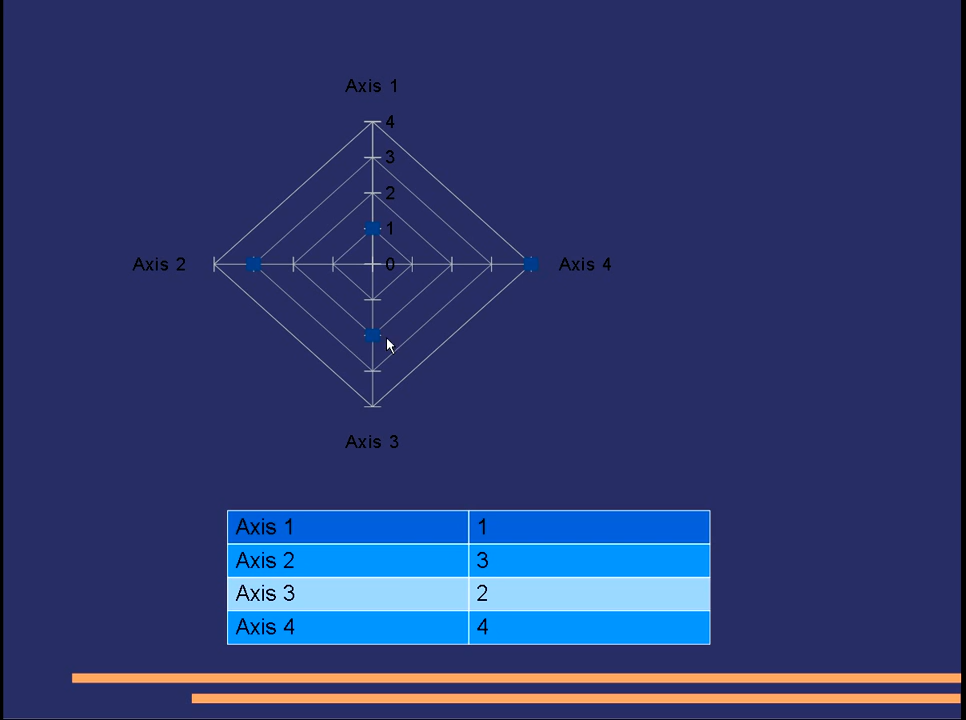 Axis 1
4
3
2
1
Axis 2 0 Axis 4
Axis 3
Axis 1 1
Axis 2 3
Axis 3 2
Axis 4 4